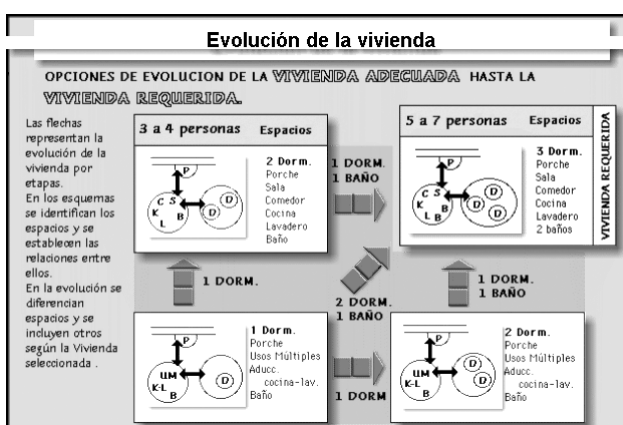 Evolución de la vivienda
OPCIONES DE EVOLUCION DE LA VIVIENDA ADECUADA HASTA LA
VIVIENDA REQUERIDA.
Las flechas
representan la
evolución de la
vivienda por
etapas.
En los esquemas
se identifican los
espacios y se
establecen las
relaciones entre
ellos.
En la evolución se
diferencian
espacios y se
incluyen otros
según la Vivienda
seleccionada .
3 a 4 personas Espacios
P
C S
K
L B
D D
2 Dorm.
Porche
Sala
Comedor
Cocina
Lavadero
Baño
1 DORM.
1 BAÑO
5 a 7 personas Espacios
P
C S
K
L B
D
D D
3 Dorm.
Porche
Sala
Comedor
Cocina
Lavadero
2 baños
VIVIENDA REQUERIDA
1 DORM.
2 DORM.
1 BAÑO
1 DORM.
1 BAÑO
P
UM
K-L
B
D
1 Dorm.
Porche
Usos Múltiples
Aducc.
cocina-lav.
Baño
1 DORM
P
UM
K-L
B
D
D
2 Dorm.
Porche
Usos Múltiples
Aducc.
cocina-lav.
Baño